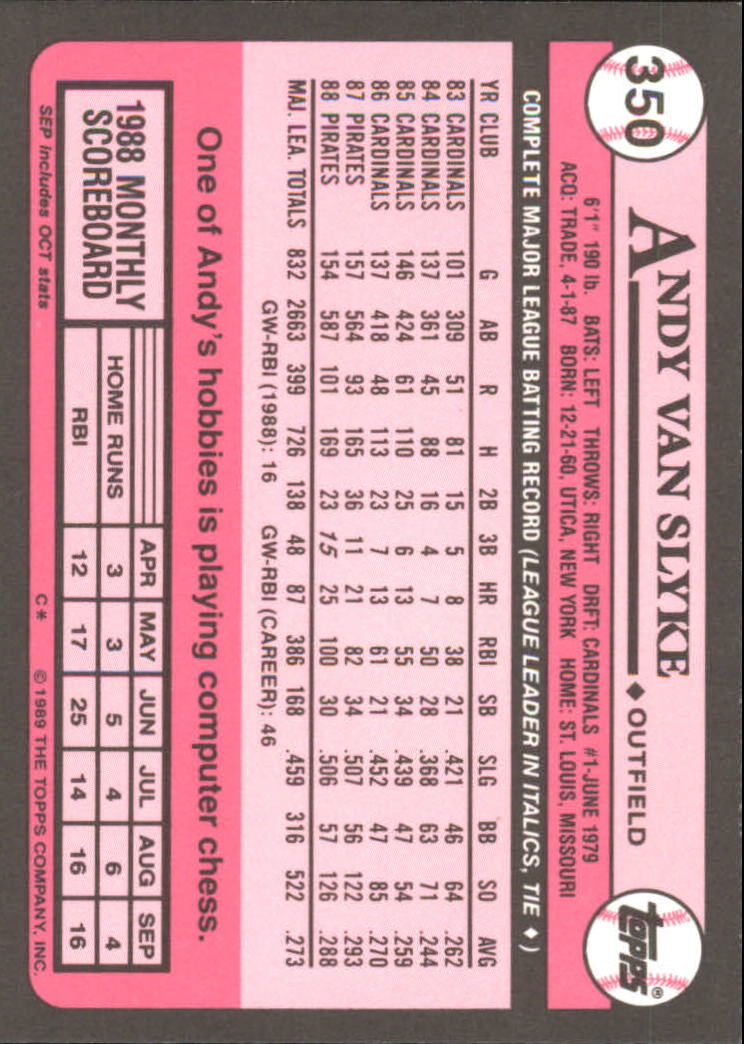 350
ANDY VAN SLYKE ♦ OUTFIELD
topps®
6'1" 190 lb. BATS: LEFT THROWS: RIGHT DRFT: CARDINALS #1-JUNE 1979
ACQ: TRADE, 4-1-87 BORN: 12-21-60, UTICA, NEW YORK HOME: ST. LOUIS, MISSOURI
COMPLETE MAJOR LEAGUE BATTING RECORD (LEAGUE LEADER IN ITALICS, TIE ♦)
YR CLUB G AB R H 2B 3B HR RBI SB SLG BB SO AVG
83 CARDINALS 101 309 51 81 15 5 8 38 21 .421 46 64 .262
84 CARDINALS 137 361 45 88 16 4 7 50 28 .368 63 71 .244
85 CARDINALS 146 424 61 110 25 6 13 55 34 .439 47 54 .259
86 CARDINALS 137 418 48 113 23 7 13 61 21 .452 47 85 .270
87 PIRATES 157 564 93 165 36 11 21 82 34 .507 56 122 .293
88 PIRATES 154 587 101 169 23 15 25 100 30 .506 57 126 .288
MAJ. LEA. TOTALS 832 2663 399 726 138 48 87 386 168 .459 316 522 .273
GW-RBI (1988): 16 GW-RBI (CAREER): 46
One of Andy's hobbies is playing computer chess.
1988 MONTHLY
SCOREBOARD
APR MAY JUN JUL AUG SEP
HOME RUNS 3 3 5 4 6 4
RBI 12 17 25 14 16 16
SEP includes OCT stats
C* ©1989 THE TOPPS COMPANY, INC.